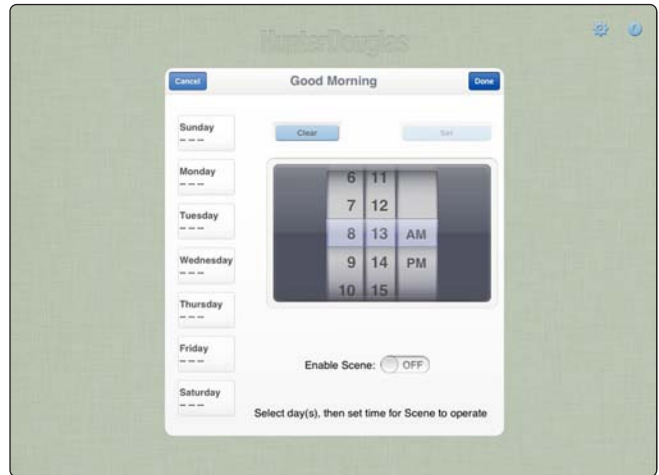 HunterDouglas
Cancel
Good Morning
Done
Sunday
---
Monday
---
Tuesday
---
Wednesday
---
Thursday
---
Friday
---
Saturday
---
Clear
Set
6 11
7 12
8 13 AM
9 14 PM
10 15
Enable Scene: OFF
Select day(s), then set time for Scene to operate